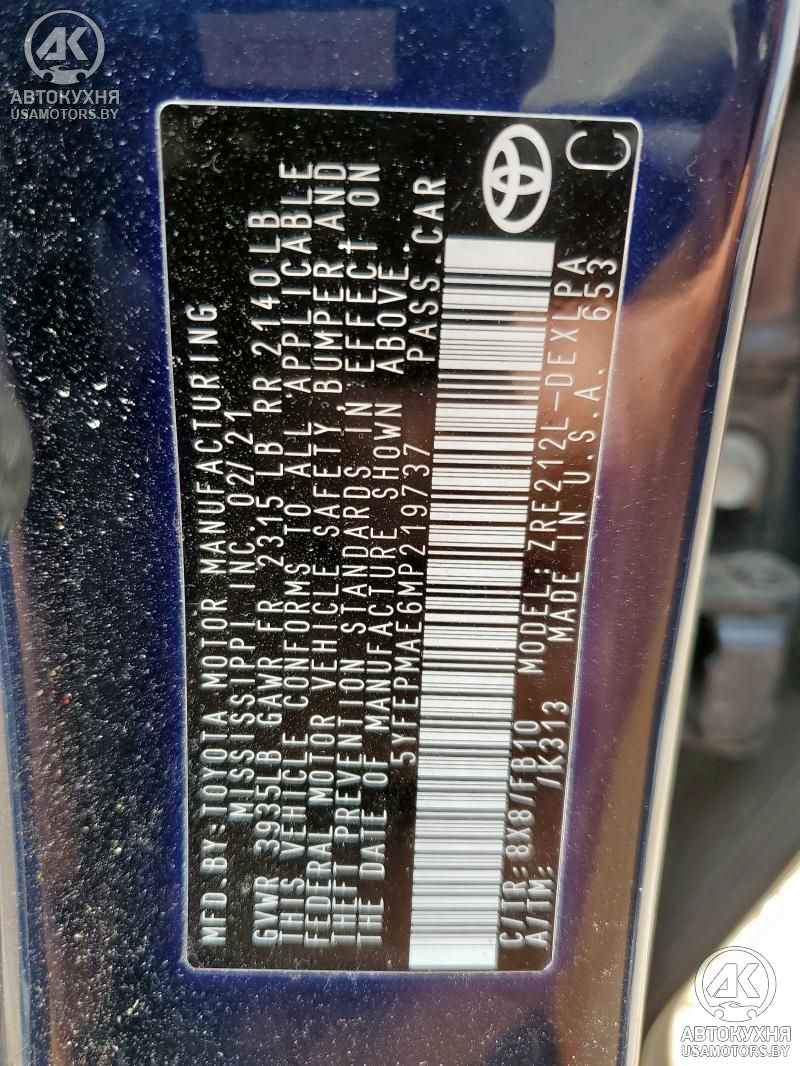 AK
АВТОКУХНЯ
USAMOTORS.BY
MFD.BY:TOYOTA MOTOR MANUFACTURING
MISSISSIPPI INC. 02/21
GVWR 3935LB GAWR FR 2315 LB RR 2140LB
THIS VEHICLE CONFORMS TO ALL APPLICABLE
FEDERAL MOTOR VEHICLE SAFETY,BUMPER AND
THEFT PREVENTION STANDARDS IN EFFECT ON
THE DATE OF MANUFACTURE SHOWN ABOVE.
5YFEPMAE6MP219737 PASS.CAR
C/TR:8X8/FB10 MODEL:ZRE212L-DEXLPA
A/TM: /K313 MADE IN U.S.A. 653
C
AK
АВТОКУХНЯ
USAMOTORS.BY